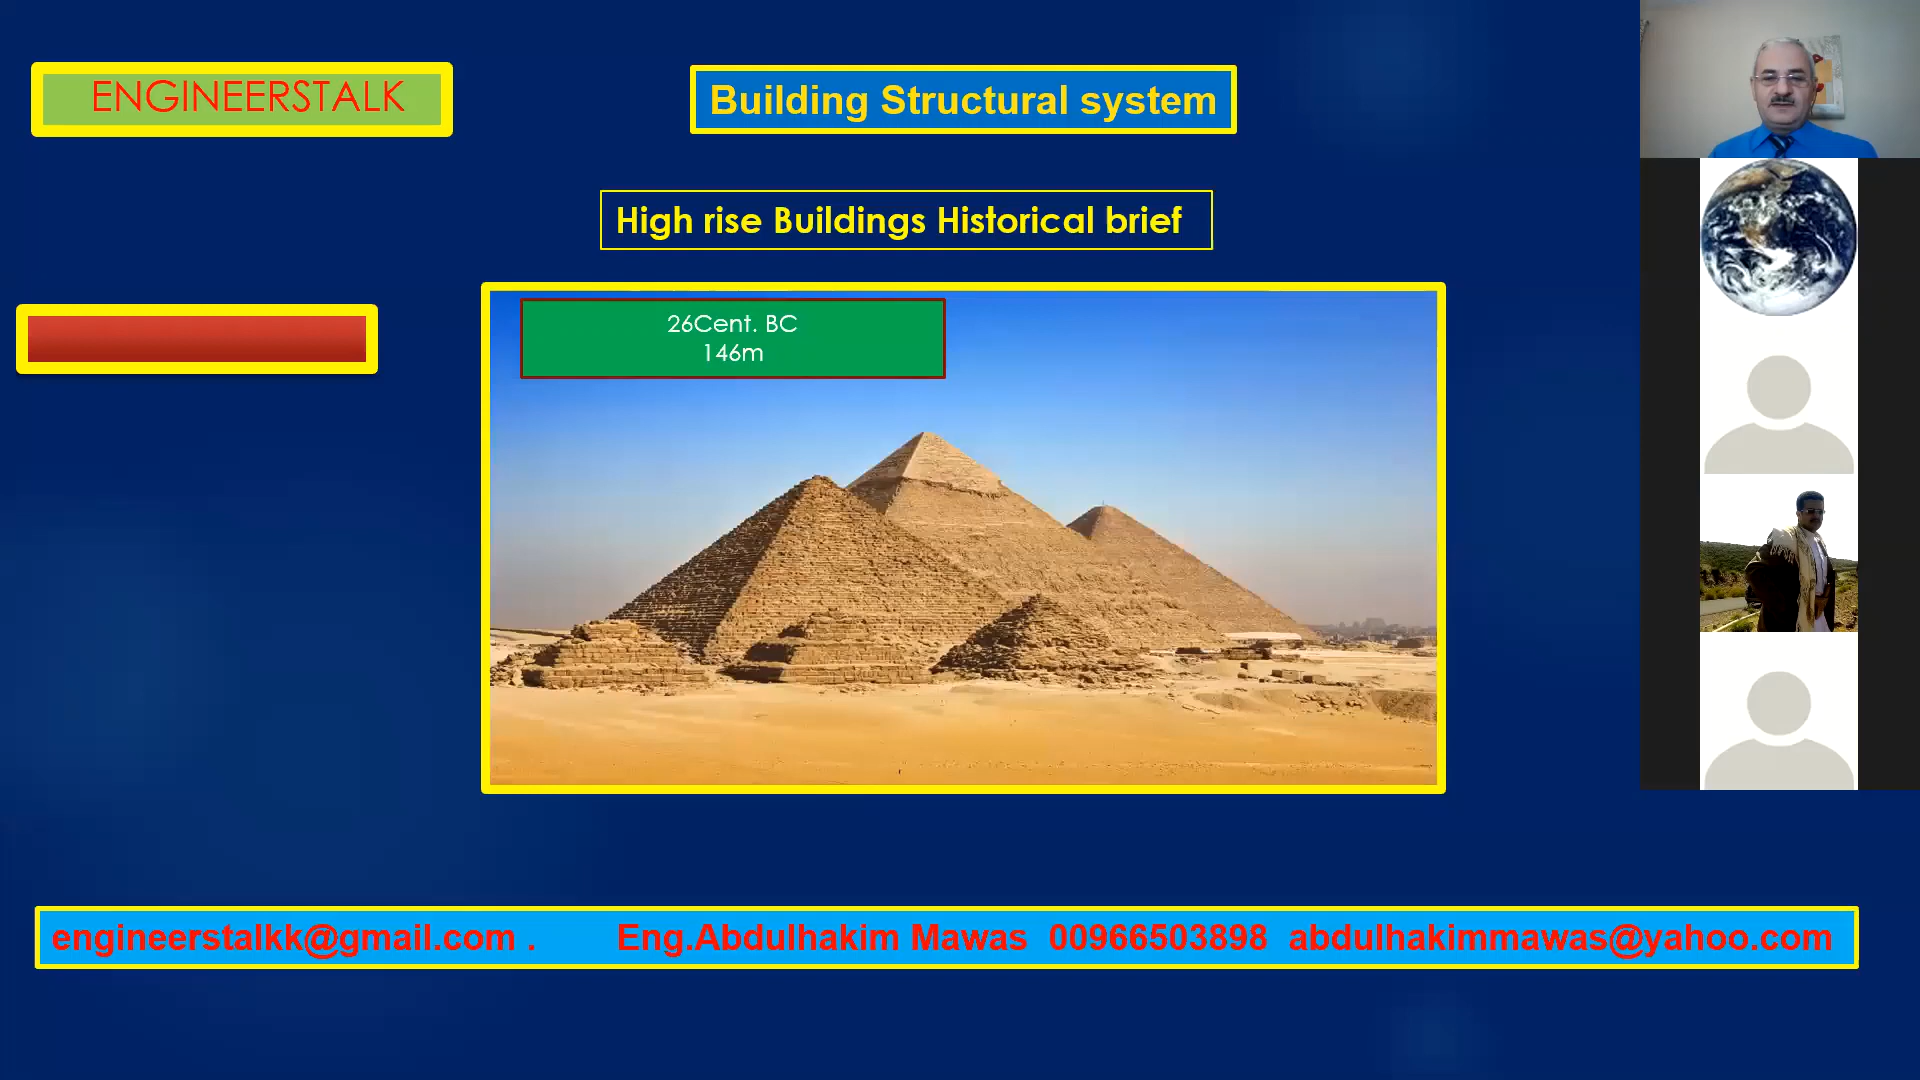 ENGINEERSTALK
Building Structural system
High rise Buildings Historical brief
26Cent. BC
146m
engineerstalkk@gmail.com . Eng.Abdulhakim Mawas 00966503898 abdulhakimmawas@yahoo.com